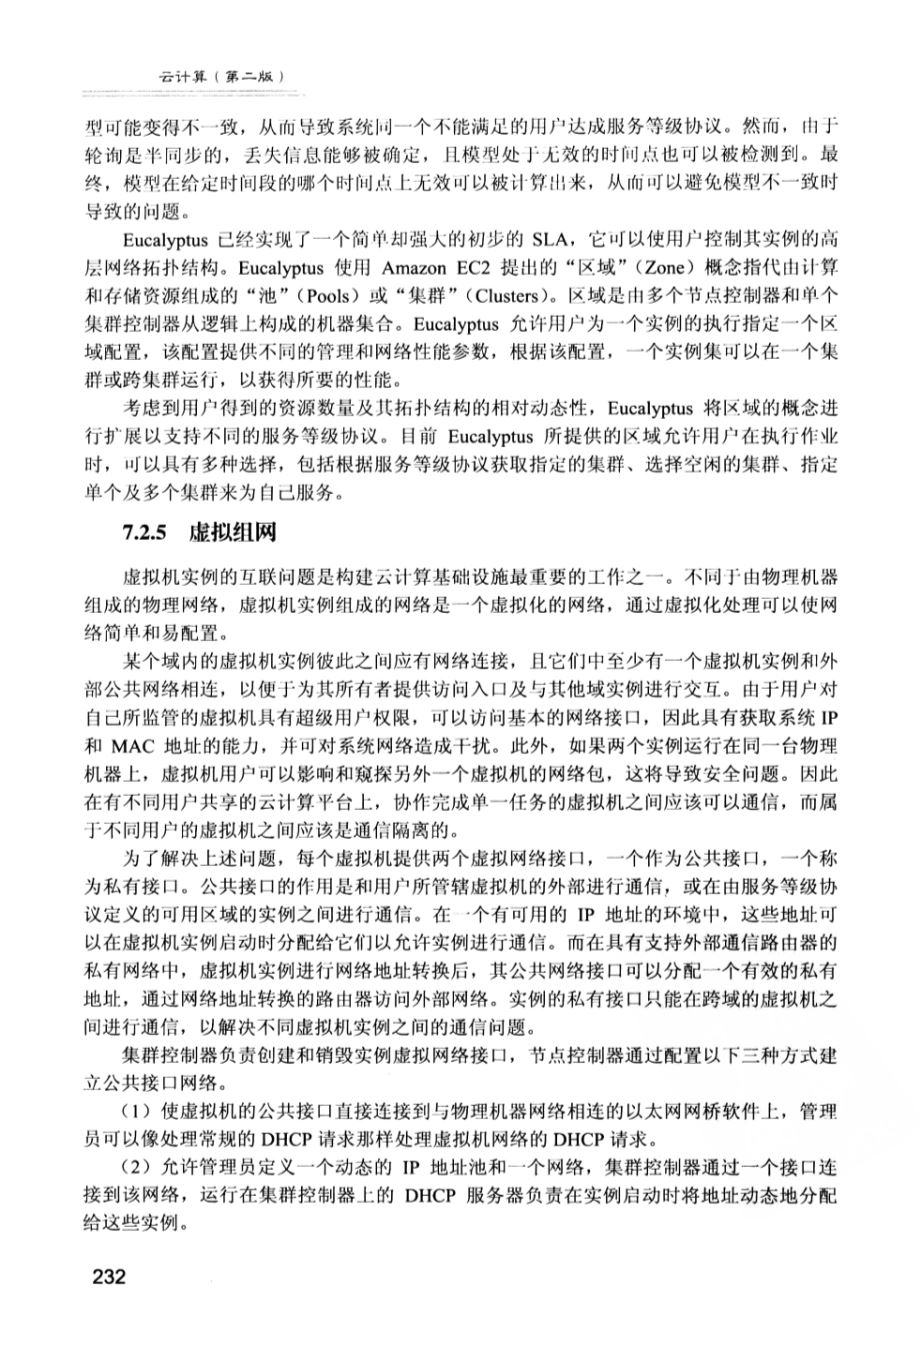 云计算（第二版）
型可能变得不一致，从而导致系统同一个不能满足的用户达成服务等级协议。然而，由于
轮询是半同步的，丢失信息能够被确定，且模型处于无效的时间点也可以被检测到。最
终，模型在给定时间段的哪个时间点上无效可以被计算出来，从而可以避免模型不一致时
导致的问题。
Eucalyptus 已经实现了一个简单却强大的初步的 SLA，它可以使用户控制其实例的高
层网络拓扑结构。Eucalyptus 使用 Amazon EC2 提出的“区域”（Zone）概念指代由计算
和存储资源组成的“池”（Pools）或“集群”（Clusters）。区域是由多个节点控制器和单个
集群控制器从逻辑上构成的机器集合。Eucalyptus 允许用户为一个实例的执行指定一个区
域配置，该配置提供不同的管理和网络性能参数，根据该配置，一个实例集可以在一个集
群或跨集群运行，以获得所要的性能。
考虑到用户得到的资源数量及其拓扑结构的相对动态性，Eucalyptus 将区域的概念进
行扩展以支持不同的服务等级协议。目前 Eucalyptus 所提供的区域允许用户在执行作业
时，可以具有多种选择，包括根据服务等级协议获取指定的集群、选择空闲的集群、指定
单个及多个集群来为自己服务。
7.2.5 虚拟组网
虚拟机实例的互联问题是构建云计算基础设施最重要的工作之一。不同于由物理机器
组成的物理网络，虚拟机实例组成的网络是一个虚拟化的网络，通过虚拟化处理可以使网
络简单和易配置。
某个域内的虚拟机实例彼此之间应有网络连接，且它们中至少有一个虚拟机实例和外
部公共网络相连，以便于为其所有者提供访问入口及与其他域实例进行交互。由于用户对
自己所监管的虚拟机具有超级用户权限，可以访问基本的网络接口，因此具有获取系统 IP
和 MAC 地址的能力，并可对系统网络造成干扰。此外，如果两个实例运行在同一台物理
机器上，虚拟机用户可以影响和窥探另外一个虚拟机的网络包，这将导致安全问题。因此
在有不同用户共享的云计算平台上，协作完成单一任务的虚拟机之间应该可以通信，而属
于不同用户的虚拟机之间应该是通信隔离的。
为了解决上述问题，每个虚拟机提供两个虚拟网络接口，一个作为公共接口，一个称
为私有接口。公共接口的作用是和用户所管辖虚拟机的外部进行通信，或在由服务等级协
议定义的可用区域的实例之间进行通信。在一个有可用的 IP 地址的环境中，这些地址可
以在虚拟机实例启动时分配给它们以允许实例进行通信。而在具有支持外部通信路由器的
私有网络中，虚拟机实例进行网络地址转换后，其公共网络接口可以分配一个有效的私有
地址，通过网络地址转换的路由器访问外部网络。实例的私有接口只能在跨域的虚拟机之
间进行通信，以解决不同虚拟机实例之间的通信问题。
集群控制器负责创建和销毁实例虚拟网络接口，节点控制器通过配置以下三种方式建
立公共接口网络。
（1）使虚拟机的公共接口直接连接到与物理机器网络相连的以太网网桥软件上，管理
员可以像处理常规的 DHCP 请求那样处理虚拟机网络的 DHCP 请求。
（2）允许管理员定义一个动态的 IP 地址池和一个网络，集群控制器通过一个接口连
接到该网络，运行在集群控制器上的 DHCP 服务器负责在实例启动时将地址动态地分配
给这些实例。
232